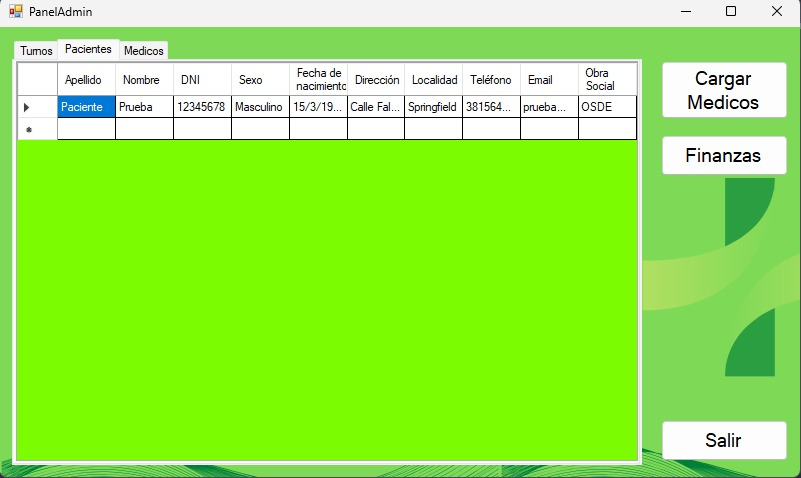 PanelAdmin
Turnos Pacientes Medicos
Apellido Nombre DNI Sexo Fecha de nacimiento Dirección Localidad Teléfono Email Obra Social
Paciente Prueba 12345678 Masculino 15/3/19... Calle Fal... Springfield 381564... prueba... OSDE
Cargar
Medicos
Finanzas
Salir